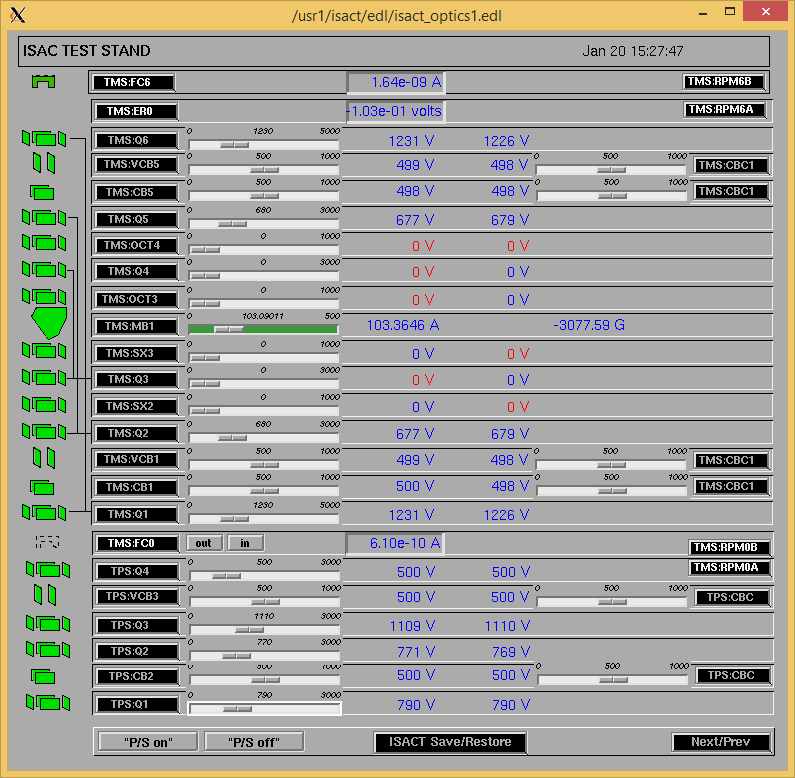 /usr1/isact/edl/isact_optics1.edl
ISAC TEST STAND Jan 20 15:27:47
TMS:FC6 1.64e-09 A TMS:RPM6B
TMS:ER0 -1.03e-01 volts TMS:RPM6A
0 1230 5000
TMS:Q6 1231 V 1226 V
0 500 1000 0 500 1000
TMS:VCB5 499 V 498 V TMS:CBC1
0 500 1000 0 500 1000
TMS:CB5 498 V 498 V TMS:CBC1
0 680 3000
TMS:Q5 677 V 679 V
0 0 1000
TMS:OCT4 0 V 0 V
0 0 3000
TMS:Q4 0 V 0 V
0 0 1000
TMS:OCT3 0 V 0 V
0 103.09011 500
TMS:MB1 103.3646 A -3077.59 G
0 0 1000
TMS:SX3 0 V 0 V
0 0 3000
TMS:Q3 0 V 0 V
0 0 1000
TMS:SX2 0 V 0 V
0 680 3000
TMS:Q2 677 V 679 V
0 500 1000 0 500 1000
TMS:VCB1 499 V 498 V TMS:CBC1
0 500 1000 0 500 1000
TMS:CB1 500 V 498 V TMS:CBC1
0 1230 5000
TMS:Q1 1231 V 1226 V
TMS:FC0 out in 6.10e-10 A TMS:RPM0B
0 500 3000 TMS:RPM0A
TPS:Q4 500 V 500 V
0 500 1000 0 500 1000
TPS:VCB3 500 V 500 V TPS:CBC
0 1110 3000
TPS:Q3 1109 V 1110 V
0 770 3000
TPS:Q2 771 V 769 V
0 500 1000 0 500 1000
TPS:CB2 500 V 500 V TPS:CBC
0 790 3000
TPS:Q1 790 V 790 V
"P/S on" "P/S off" ISACT Save/Restore Next/Prev